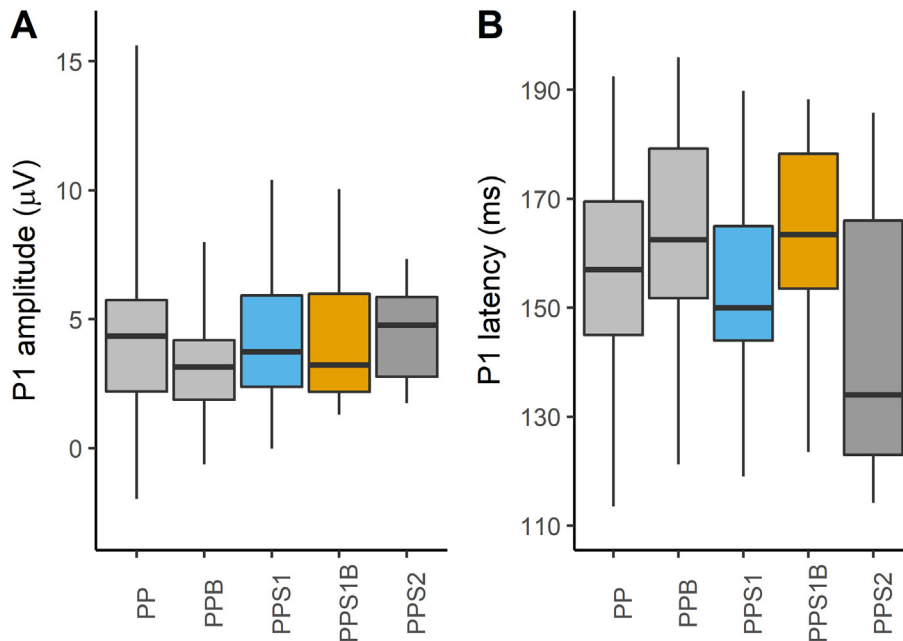 A
P1 amplitude (µV)
15
10
5
0
PP
PPB
PPS1
PPS1B
PPS2
B
P1 latency (ms)
190
170
150
130
110
PP
PPB
PPS1
PPS1B
PPS2